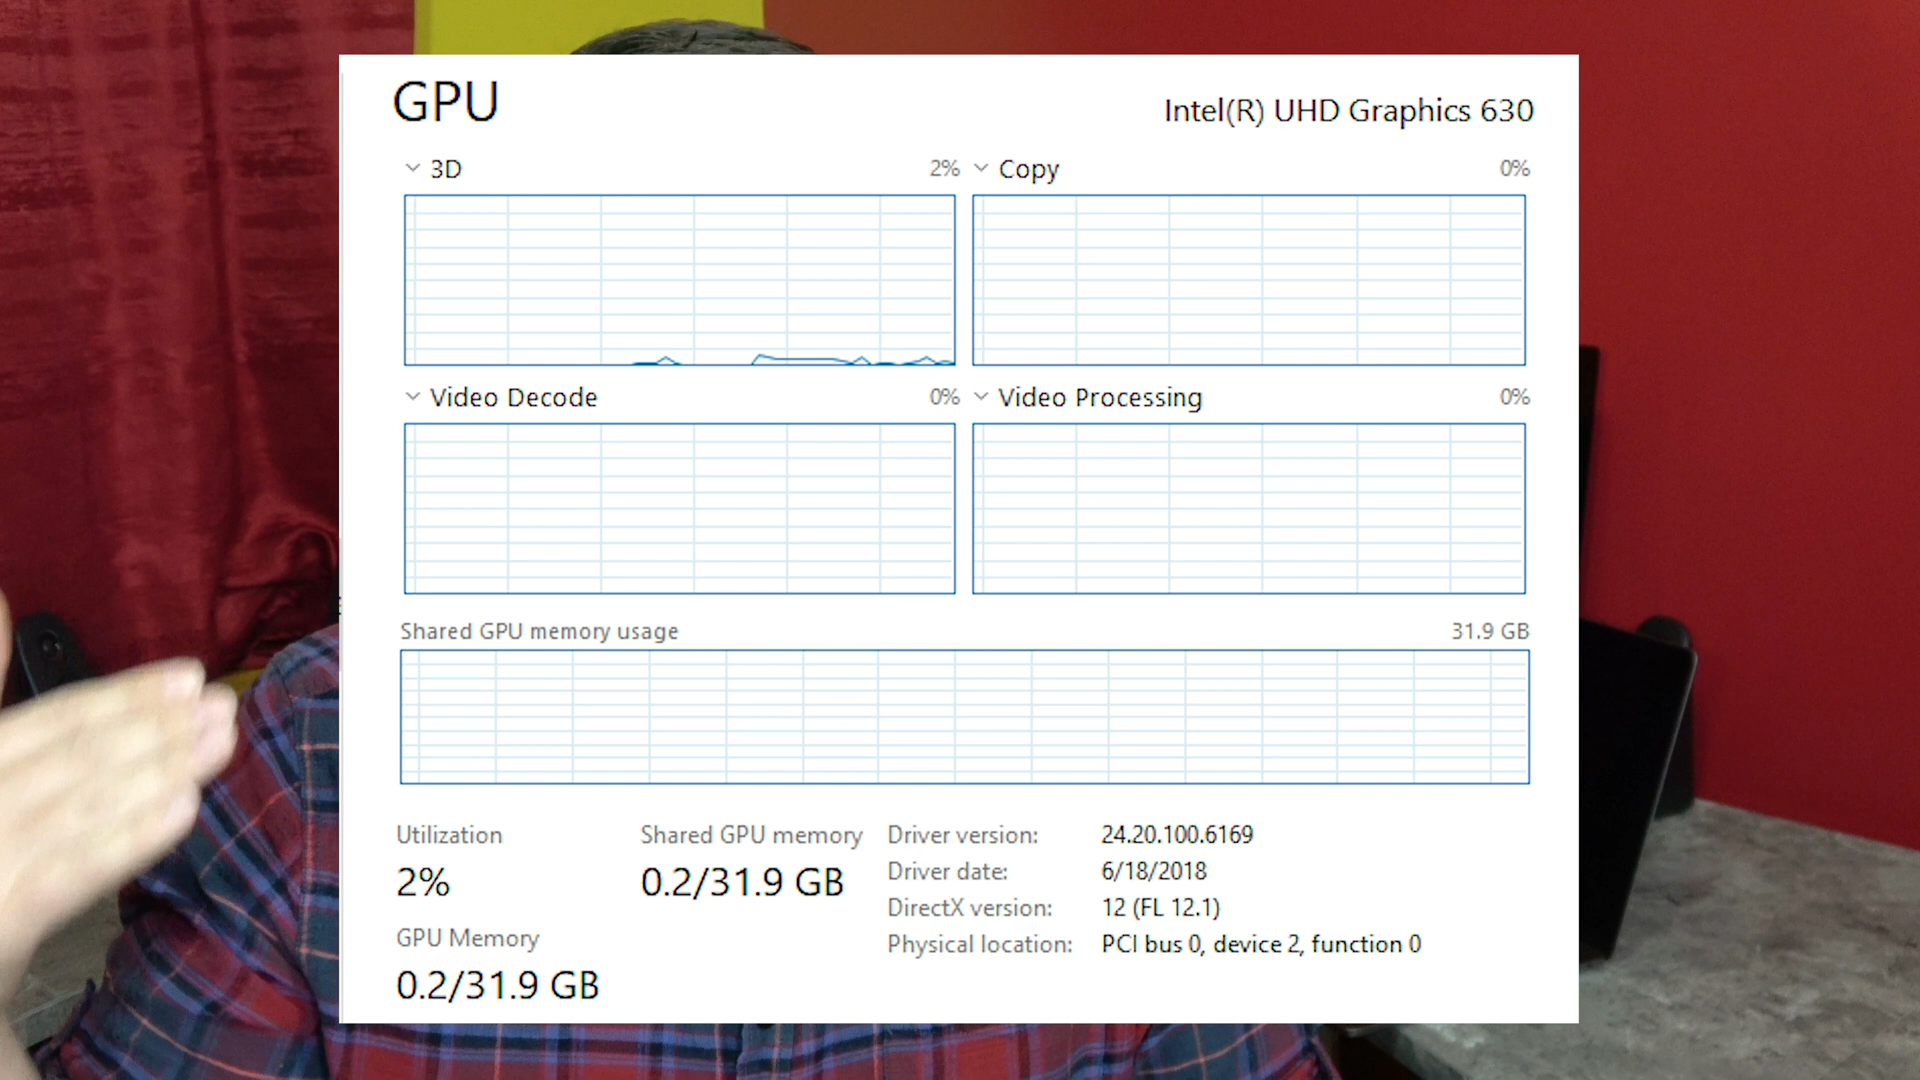 GPU
Intel(R) UHD Graphics 630
3D 2%
Copy 0%
Video Decode 0%
Video Processing 0%
Shared GPU memory usage 31.9 GB
Utilization
2%
Shared GPU memory
0.2/31.9 GB
GPU Memory
0.2/31.9 GB
Driver version: 24.20.100.6169
Driver date: 6/18/2018
DirectX version: 12 (FL 12.1)
Physical location: PCI bus 0, device 2, function 0